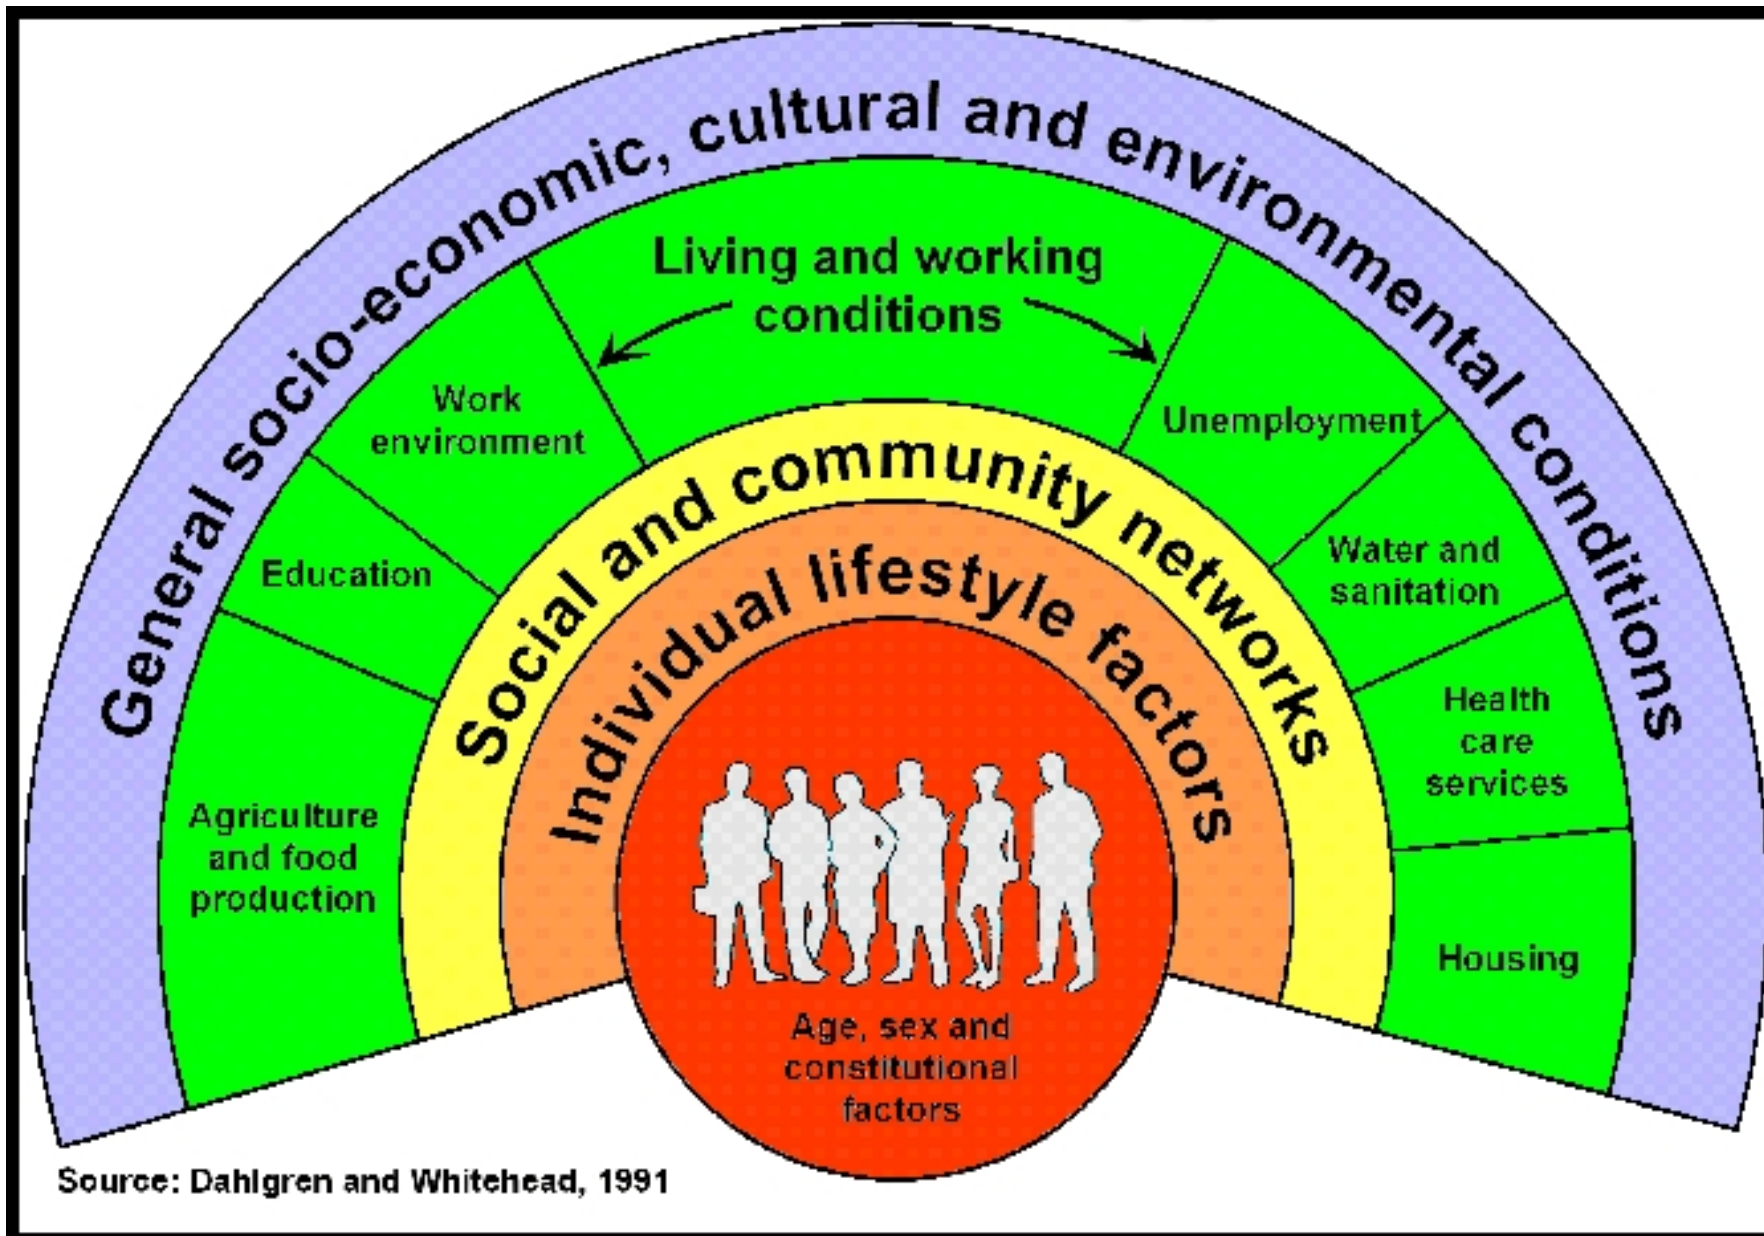 General socio-economic, cultural and environmental conditions
Living and working
conditions
Work
environment
Unemployment
Education
Water and
sanitation
Agriculture
and food
production
Health
care
services
Housing
Social and community networks
Individual lifestyle factors
Age, sex and
constitutional
factors
Source: Dahlgren and Whitehead, 1991